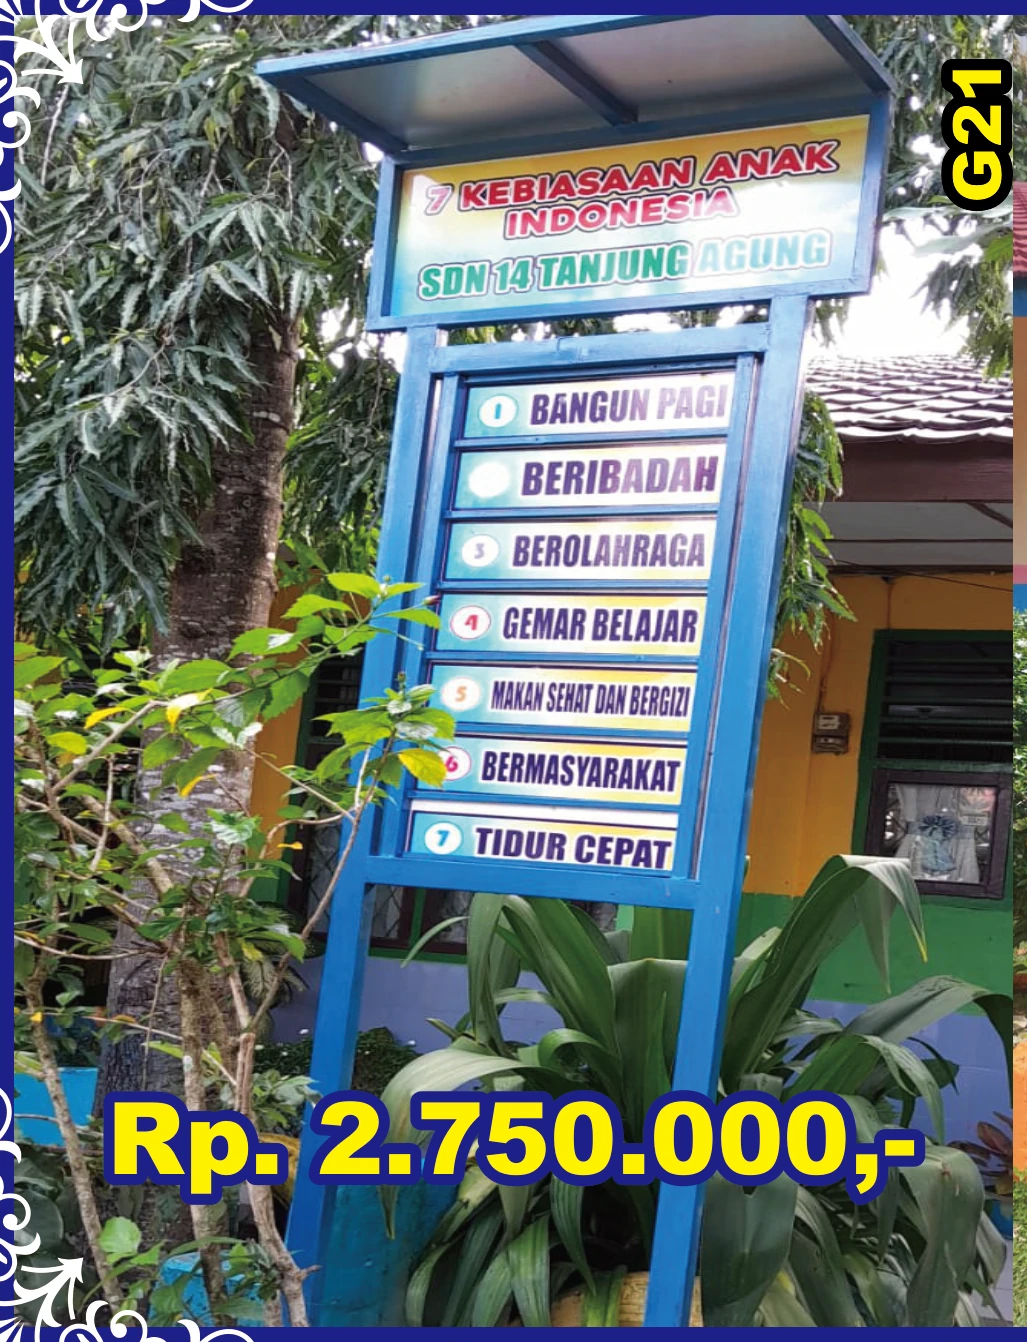 G21
7 KEBIASAAN ANAK
INDONESIA
SDN 14 TANJUNG AGUNG
1 BANGUN PAGI
BERIBADAH
3 BEROLAHRAGA
4 GEMAR BELAJAR
5 MAKAN SEHAT DAN BERGIZI
6 BERMASYARAKAT
7 TIDUR CEPAT
Rp. 2.750.000,-